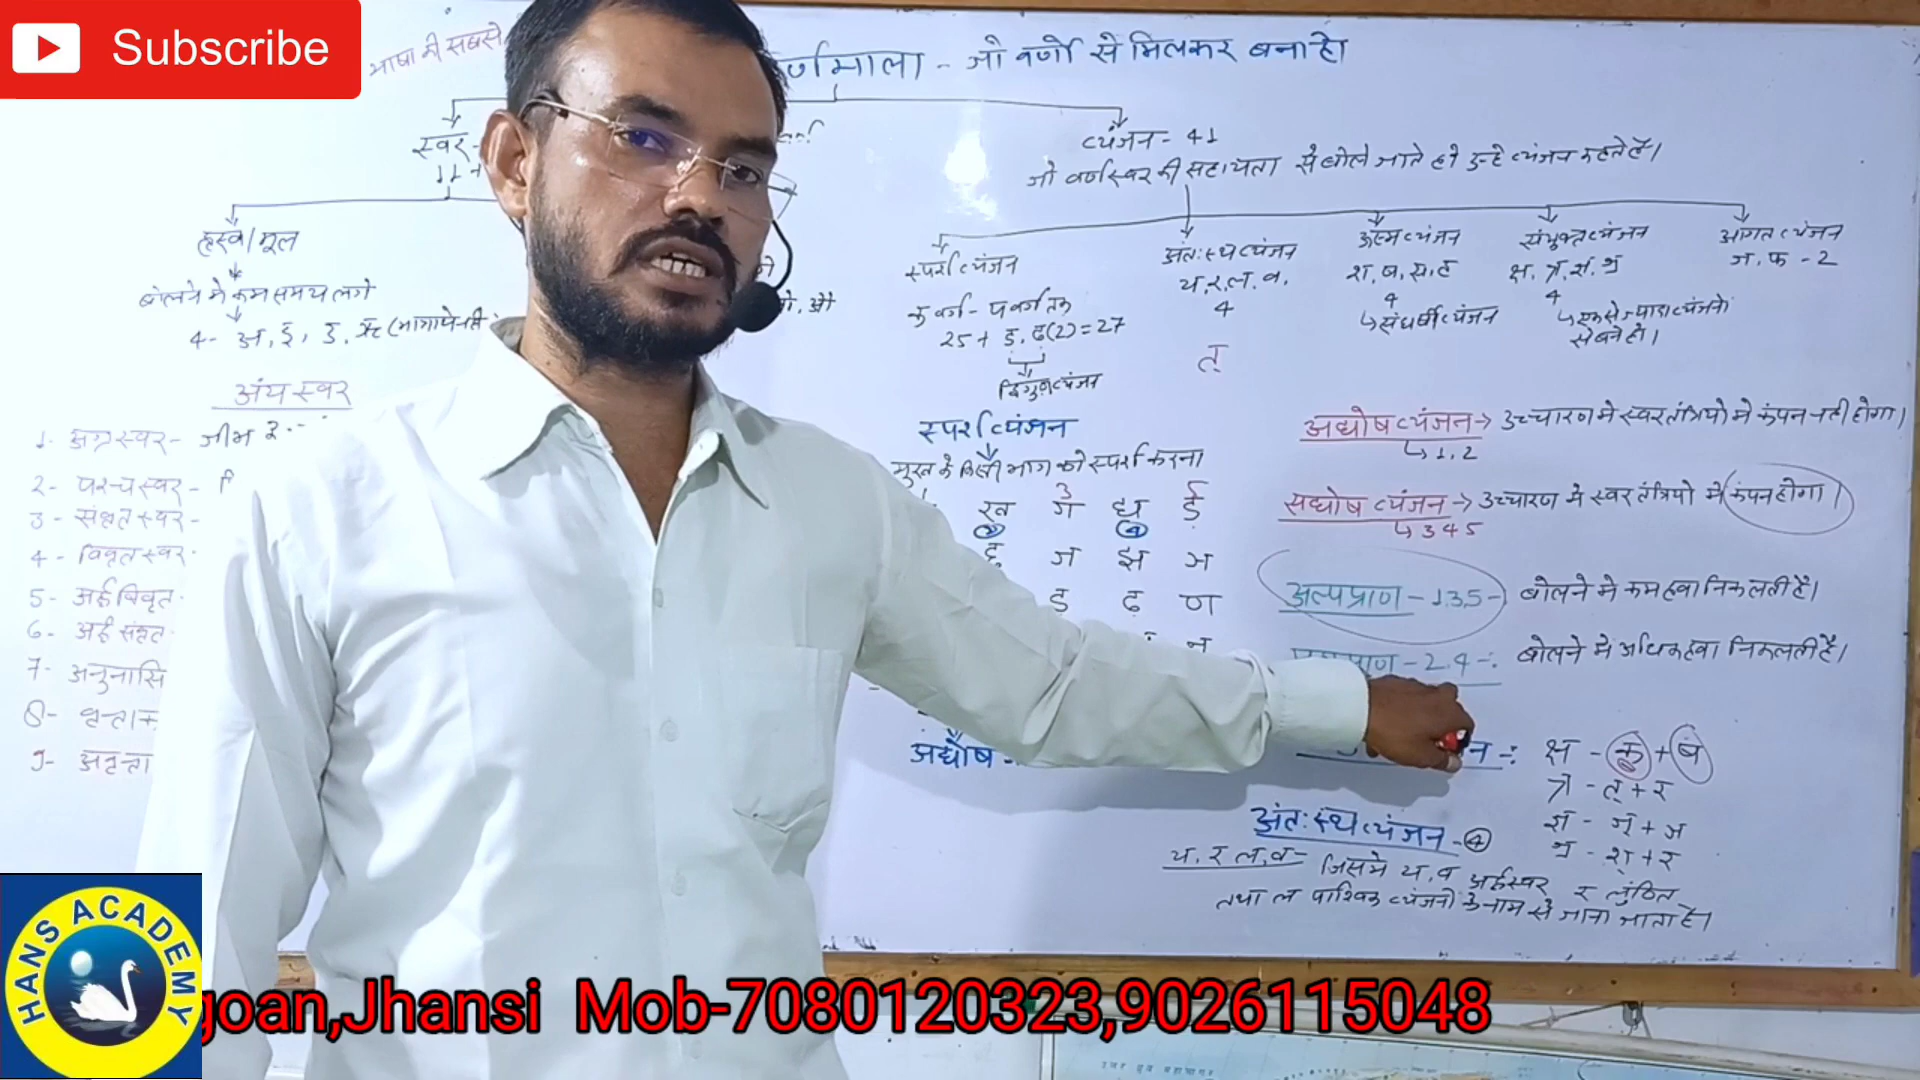 Subscribe
भाषा की सबसे
र्णमाला - जो वर्णो से मिलकर बना हो
स्वर-
11
व्यंजन - 41
जो वर्ण स्वर की सहायता से बोले जाते हो उन्हे व्यंजन कहते हैं।
ह्रस्व/मूल
बोलने मे कम समय लगे
4- अ, इ, उ, ऋ
ओ, औ
स्पर्श व्यंजन
क वर्ग - प वर्ग तक
25 + ड़, ढ़(2) = 27
द्विगुण व्यंजन
अंतःस्थ व्यंजन
य. र. ल. व.
4
त्
ऊष्म व्यंजन
श. ष. स. ह
4
↳ संघर्षी व्यंजन
संयुक्त व्यंजन
क्ष. त्र. ज्ञ. श्र
4
↳ एक से ज्यादा व्यंजनो
से बने हो।
आगत व्यंजन
ज. फ - 2
अंय स्वर
1- अग्र स्वर - जीभ
2- पश्च स्वर -
3- संवृत स्वर -
4- विवृत स्वर
5- अर्द्ध विवृत
6- अर्द्ध संवृत
7- अनुनासि
8- वृत्ता
9- अवृत्ता
स्पर्श व्यंजन
मुख के किसी भाग को स्पर्श करना
3
ख ग घ ङ
2 4
छ ज झ ञ
ड ढ ण
न
अघोष
अघोष व्यंजन → उच्चारण मे स्वर तंत्रियो मे कंपन नही होगा।
↳ 1, 2
सघोष व्यंजन → उच्चारण मे स्वर तंत्रियो मे कंपन होगा।
↳ 3 4 5
अल्पप्राण - 1.3.5 - बोलने मे कम हवा निकलती है।
प्राण - 2.4 -: बोलने मे अधिक हवा निकलती है।
न -: क्ष - क् + ष
त्र - त् + र
ज्ञ - ज् + ञ
श्र - श् + र
अंतःस्थ व्यंजन - 4
य. र ल. व - जिसमे य, व अर्द्धस्वर र लुंठित
तथा ल पार्श्विक व्यंजनो के नाम से जाना जाता है।
HANS ACADEMY
goan,Jhansi Mob-7080120323,9026115048